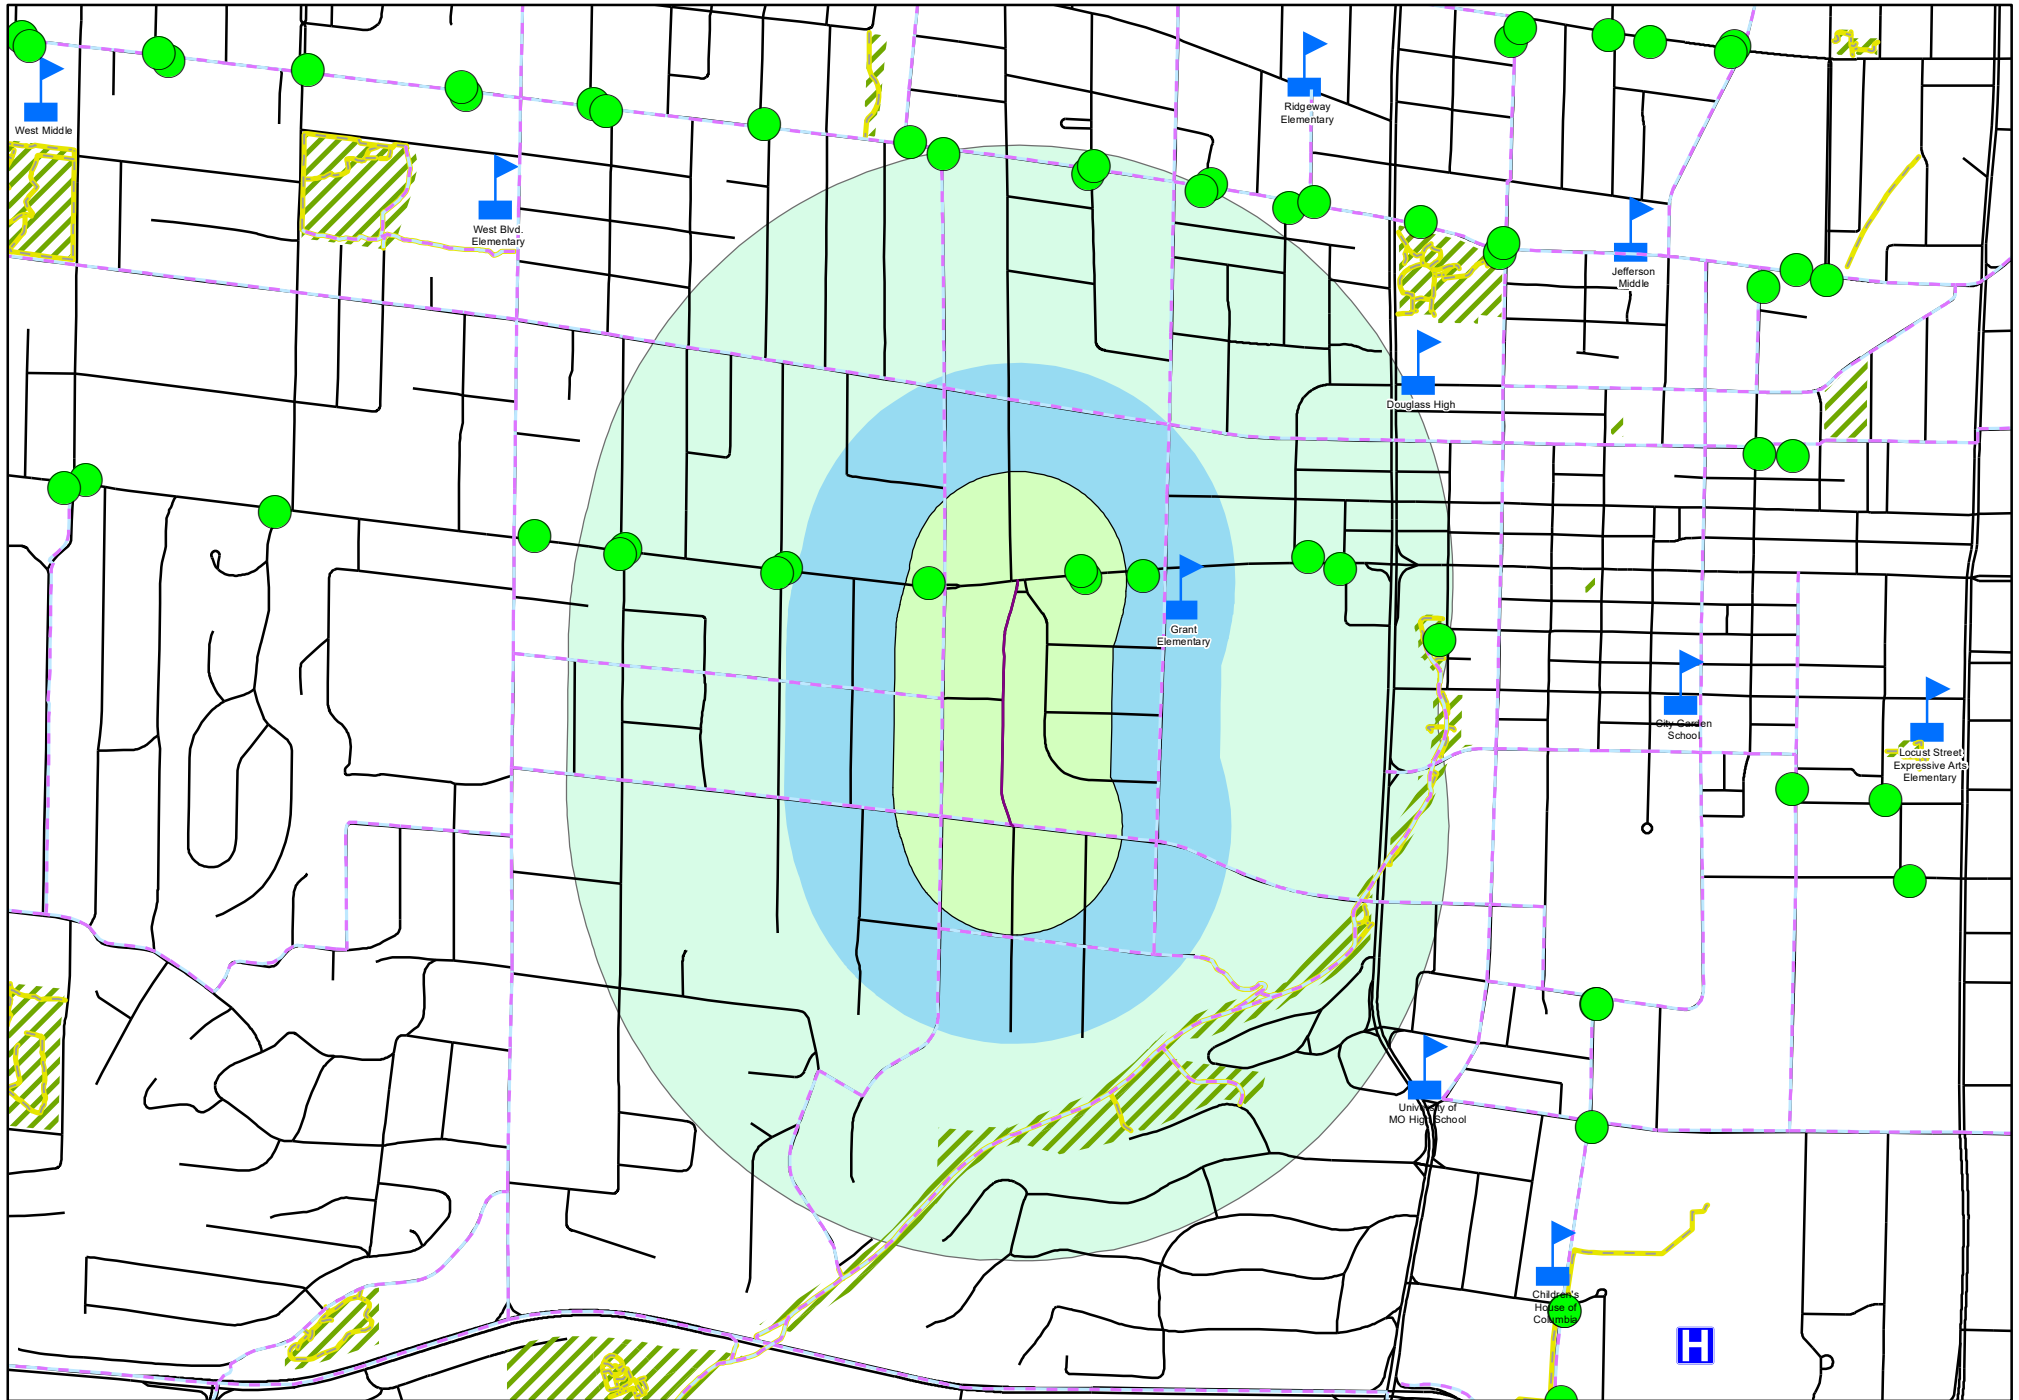 Ridgeway
Elementary
West Middle
West Blvd.
Elementary
Jefferson
Middle
Douglass High
Grant
Elementary
City Garden
School
Locust Street
Expressive Arts
Elementary
University of
MO High School
Children's
House of
Columbia
H